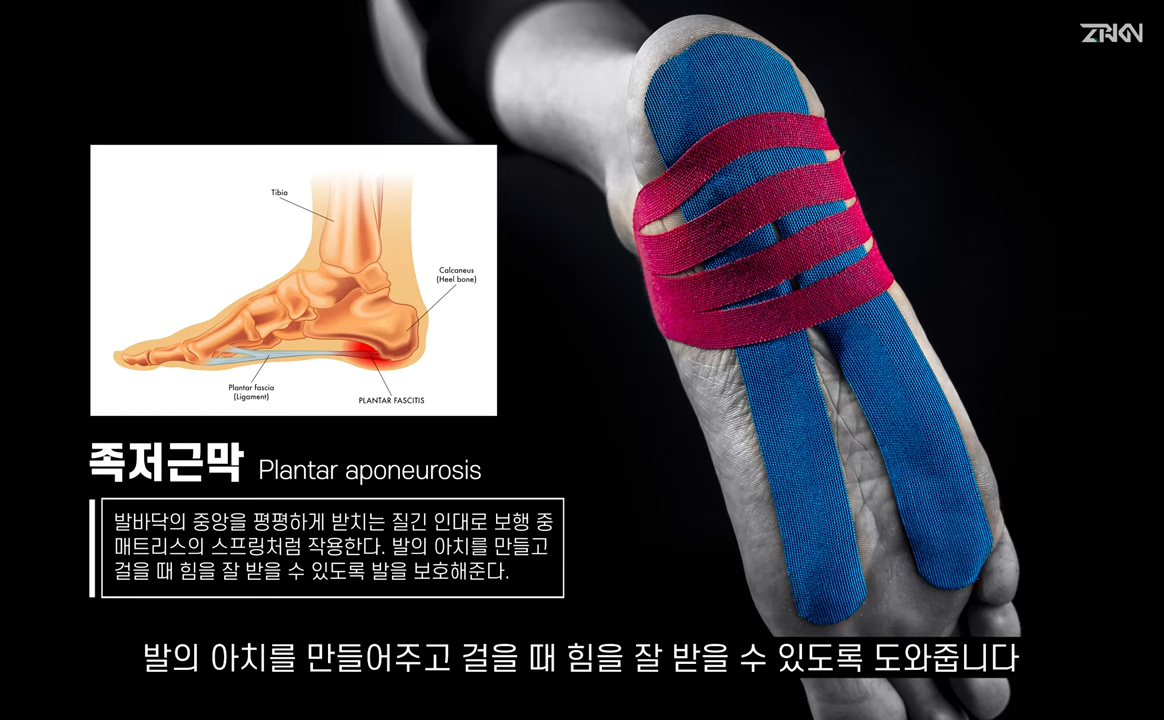 ZRKN
Tibia
Calcaneus
(Heel bone)
Plantar fascia
(Ligament)
PLANTAR FASCITIS
족저근막 Plantar aponeurosis
발바닥의 중앙을 평평하게 받치는 질긴 인대로 보행 중
매트리스의 스프링처럼 작용한다. 발의 아치를 만들고
걸을 때 힘을 잘 받을 수 있도록 발을 보호해준다.
발의 아치를 만들어주고 걸을 때 힘을 잘 받을 수 있도록 도와줍니다